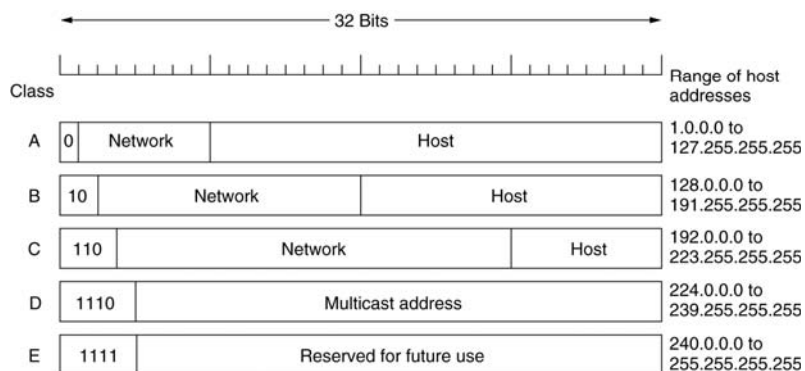 32 Bits
Range of host
addresses
Class
A 0 Network Host 1.0.0.0 to
127.255.255.255
B 10 Network Host 128.0.0.0 to
191.255.255.255
C 110 Network Host 192.0.0.0 to
223.255.255.255
D 1110 Multicast address 224.0.0.0 to
239.255.255.255
E 1111 Reserved for future use 240.0.0.0 to
255.255.255.255